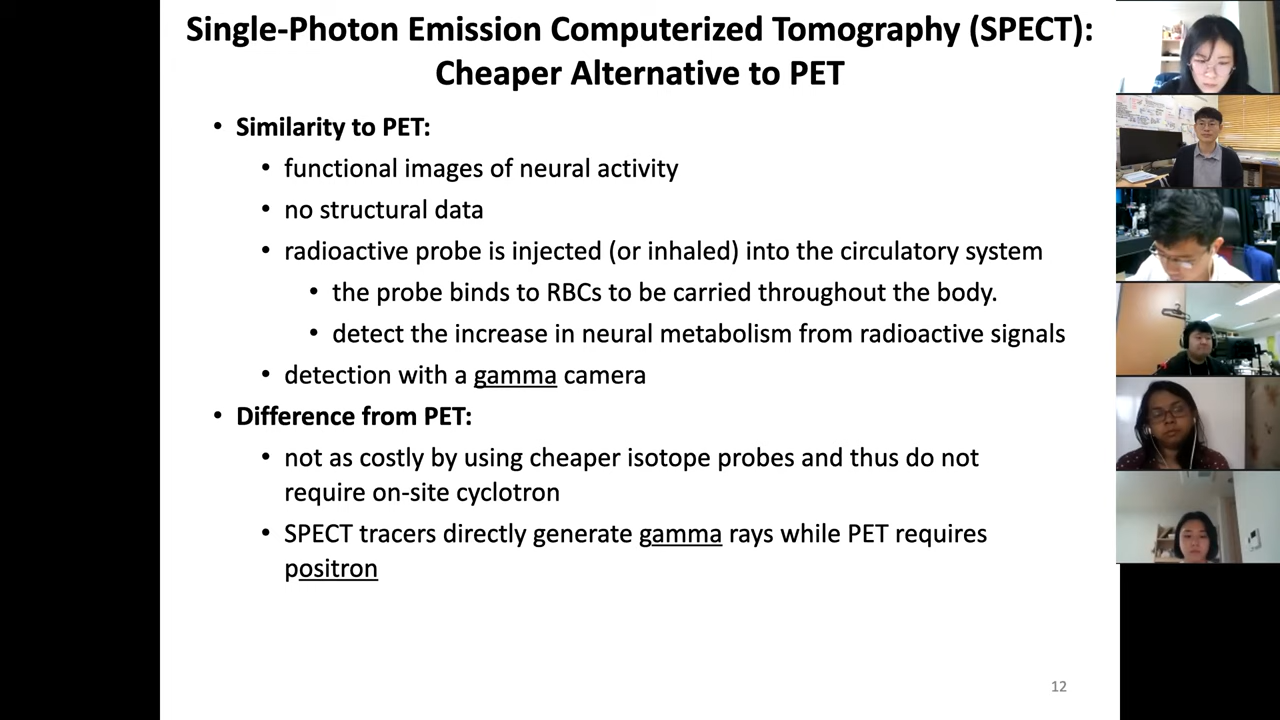 Single-Photon Emission Computerized Tomography (SPECT):
Cheaper Alternative to PET
• Similarity to PET:
• functional images of neural activity
• no structural data
• radioactive probe is injected (or inhaled) into the circulatory system
• the probe binds to RBCs to be carried throughout the body.
• detect the increase in neural metabolism from radioactive signals
• detection with a gamma camera
• Difference from PET:
• not as costly by using cheaper isotope probes and thus do not
require on-site cyclotron
• SPECT tracers directly generate gamma rays while PET requires
positron
12